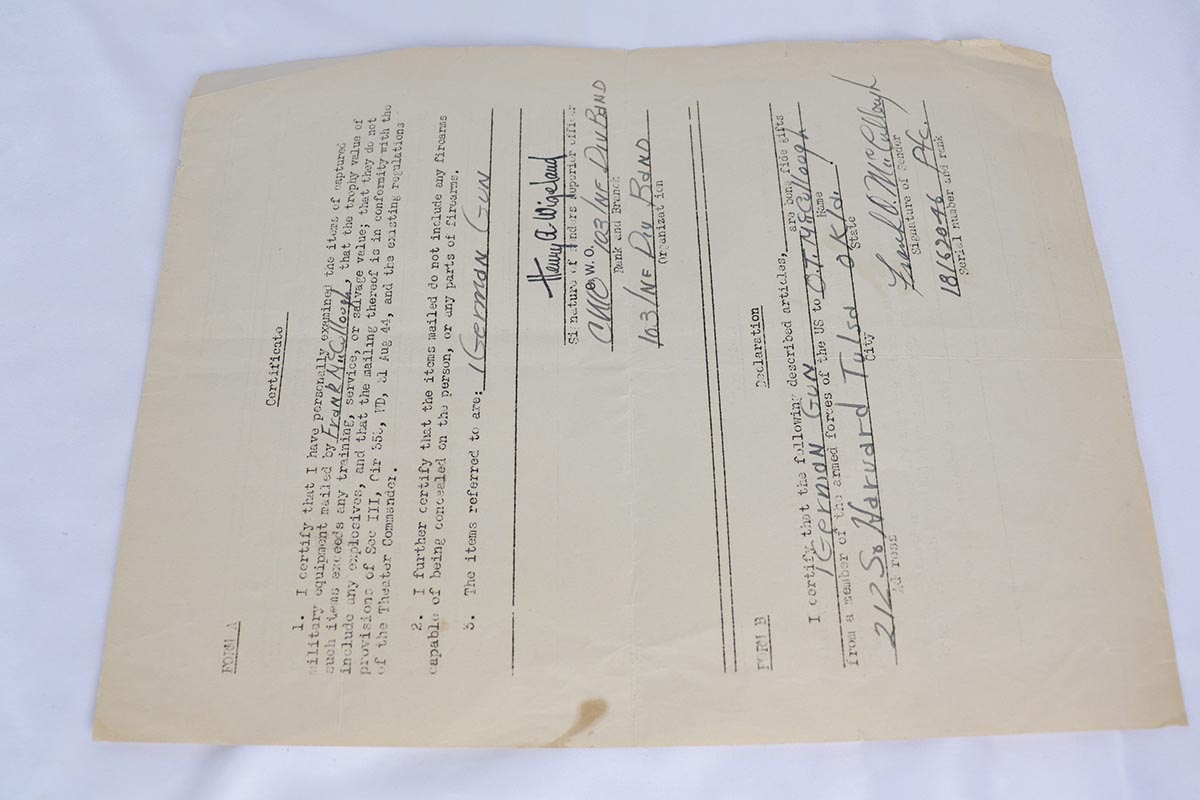 FORM A
Certificate
1. I certify that I have personally examined the items of captured
military equipment mailed by Frank McCullough, that the trophy value of
such items exceeds any training, service, or salvage value; that they do not
include any explosives, and that the mailing thereof is in conformity with the
provisions of Sec III, Cir 353, WD, 31 Aug 44, and the existing regulations
of the Theater Commander.
2. I further certify that the items mailed do not include any firearms
capable of being concealed on the person, or any parts of firearms.
3. The items referred to are: 1 German Gun
Henry A
Signature of senders superior officer
W.O. 103 INF DIV BAND
Rank and Branch
103 INF DIV BAND
Organization
FORM B
Declaration
I certify that the following described articles, are bona fide gifts
1 German Gun
from a member of the armed forces of the US to O.T. McCullough
Name
212 So Harvard Tulsa Okla.
Address City State
Frank O. McCullough
Signature of Sender
18162046 Pfc.
Serial number and rank